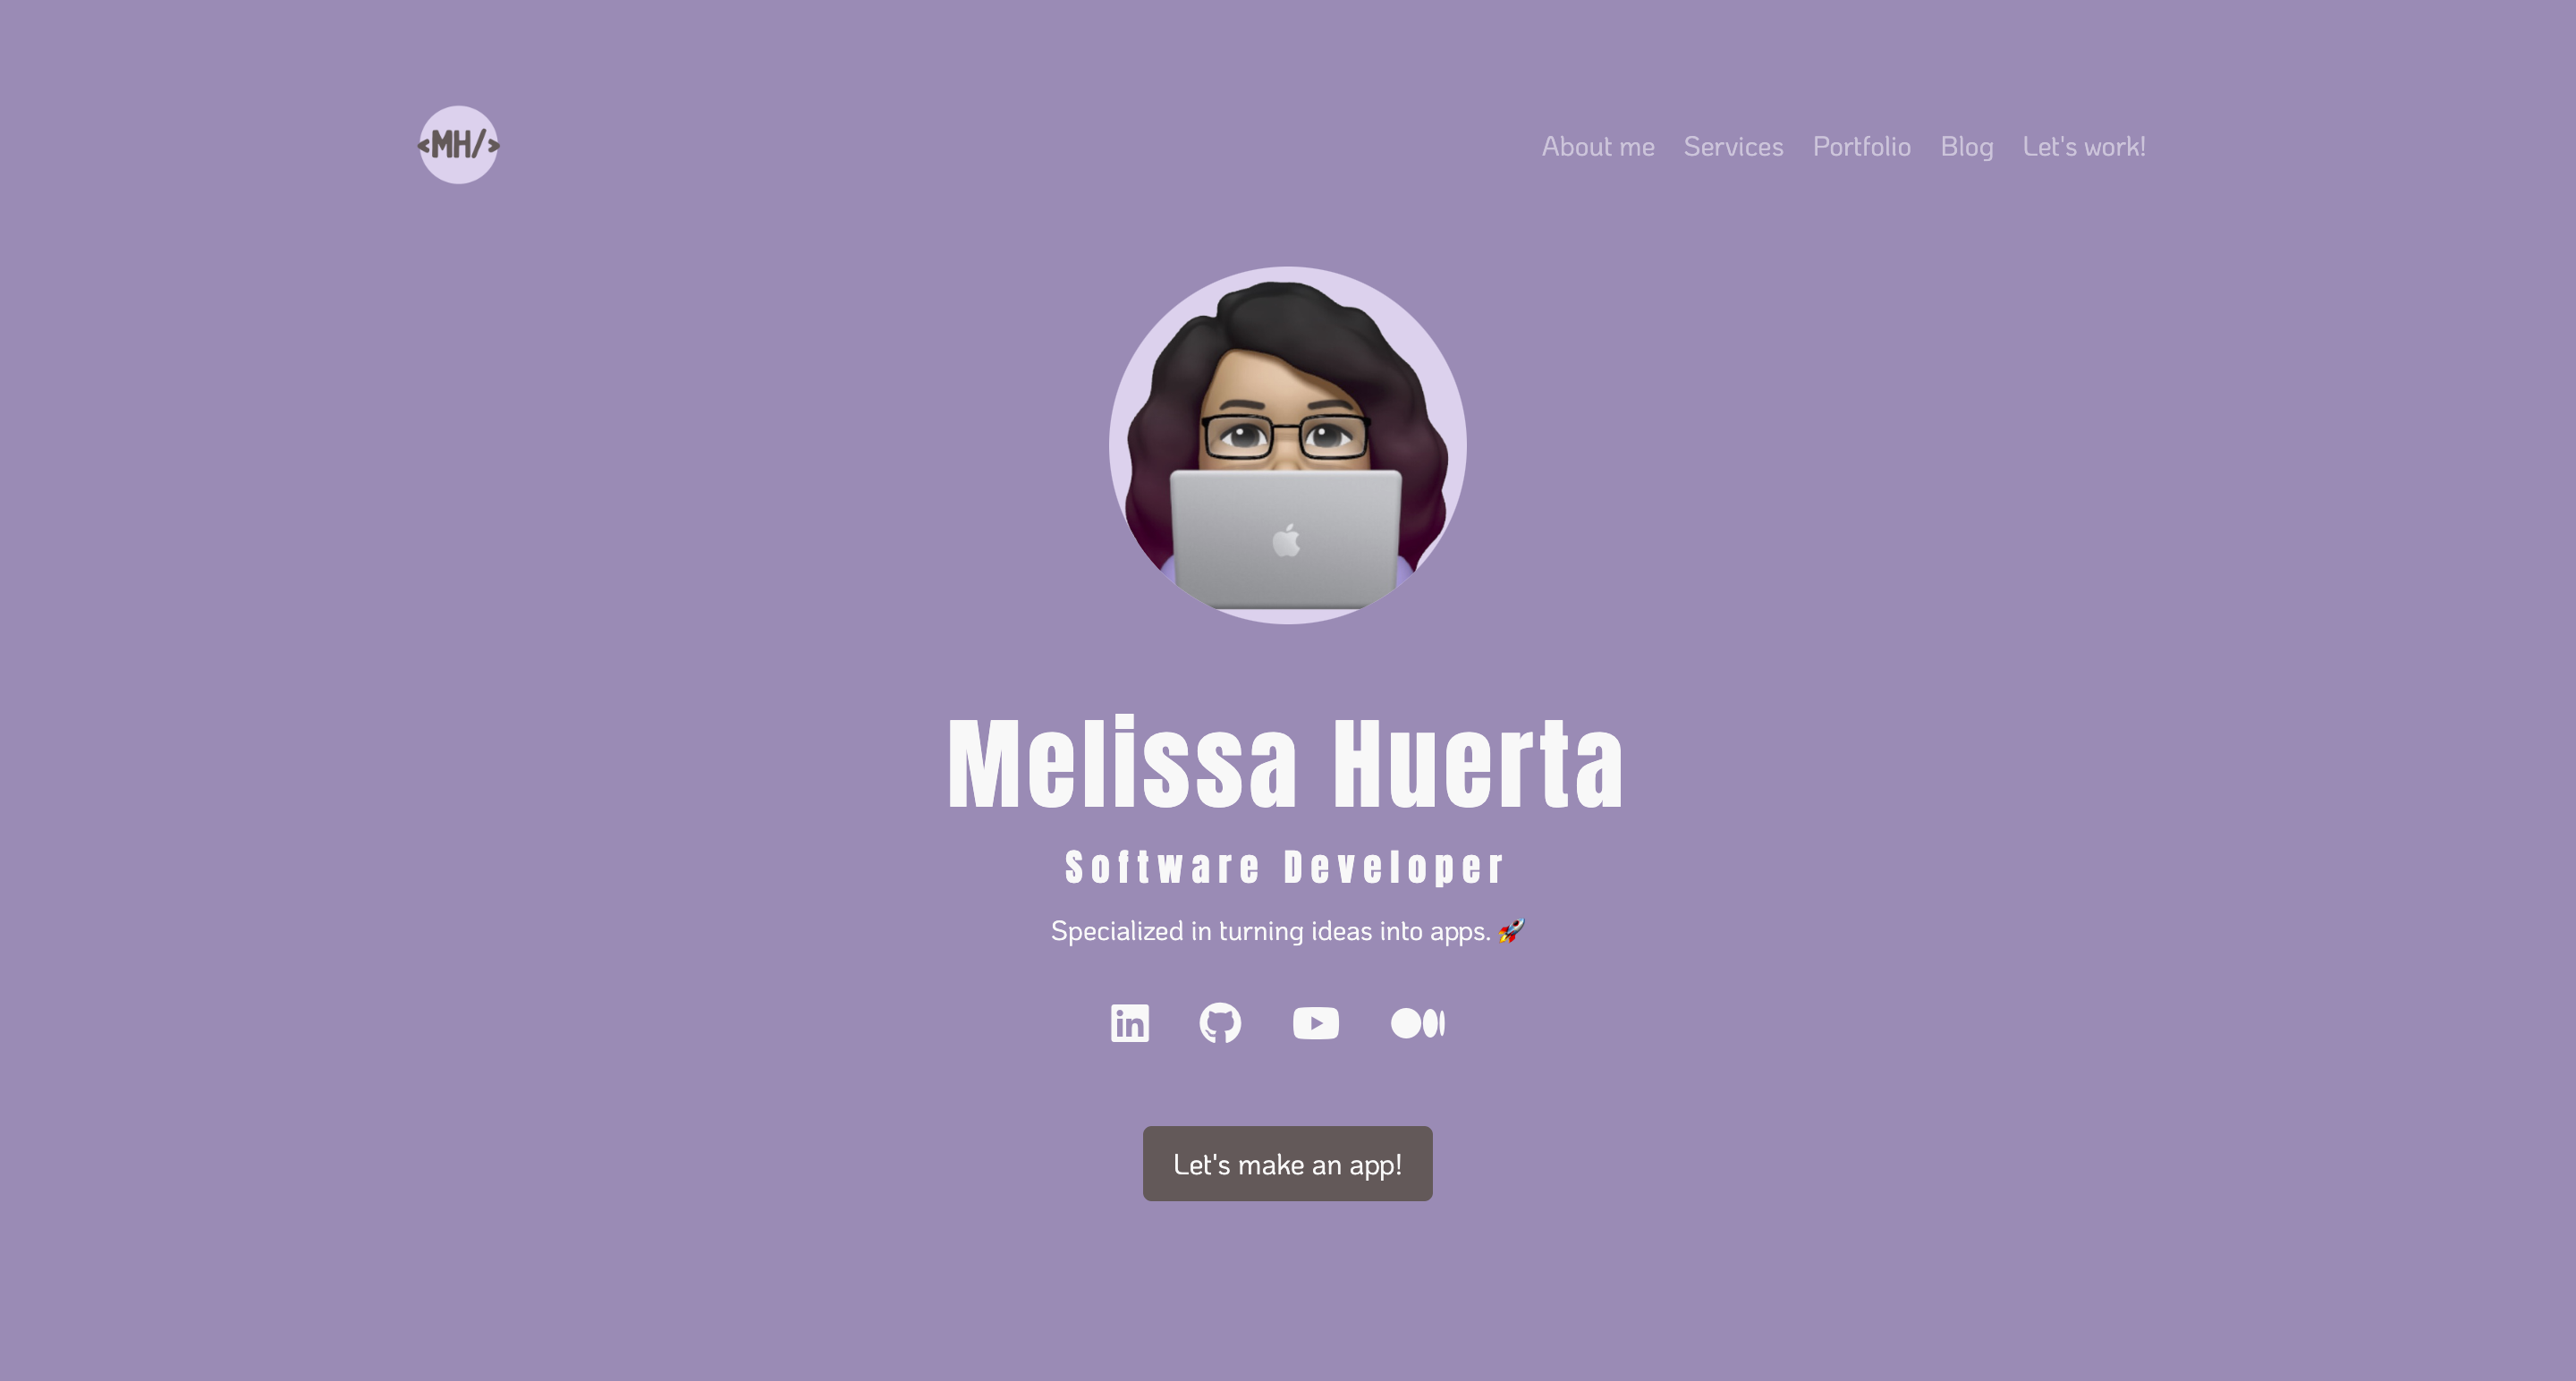 <MH/>
About me Services Portfolio Blog Let's work!
Melissa Huerta
Software Developer
Specialized in turning ideas into apps. 🚀
in
Let's make an app!